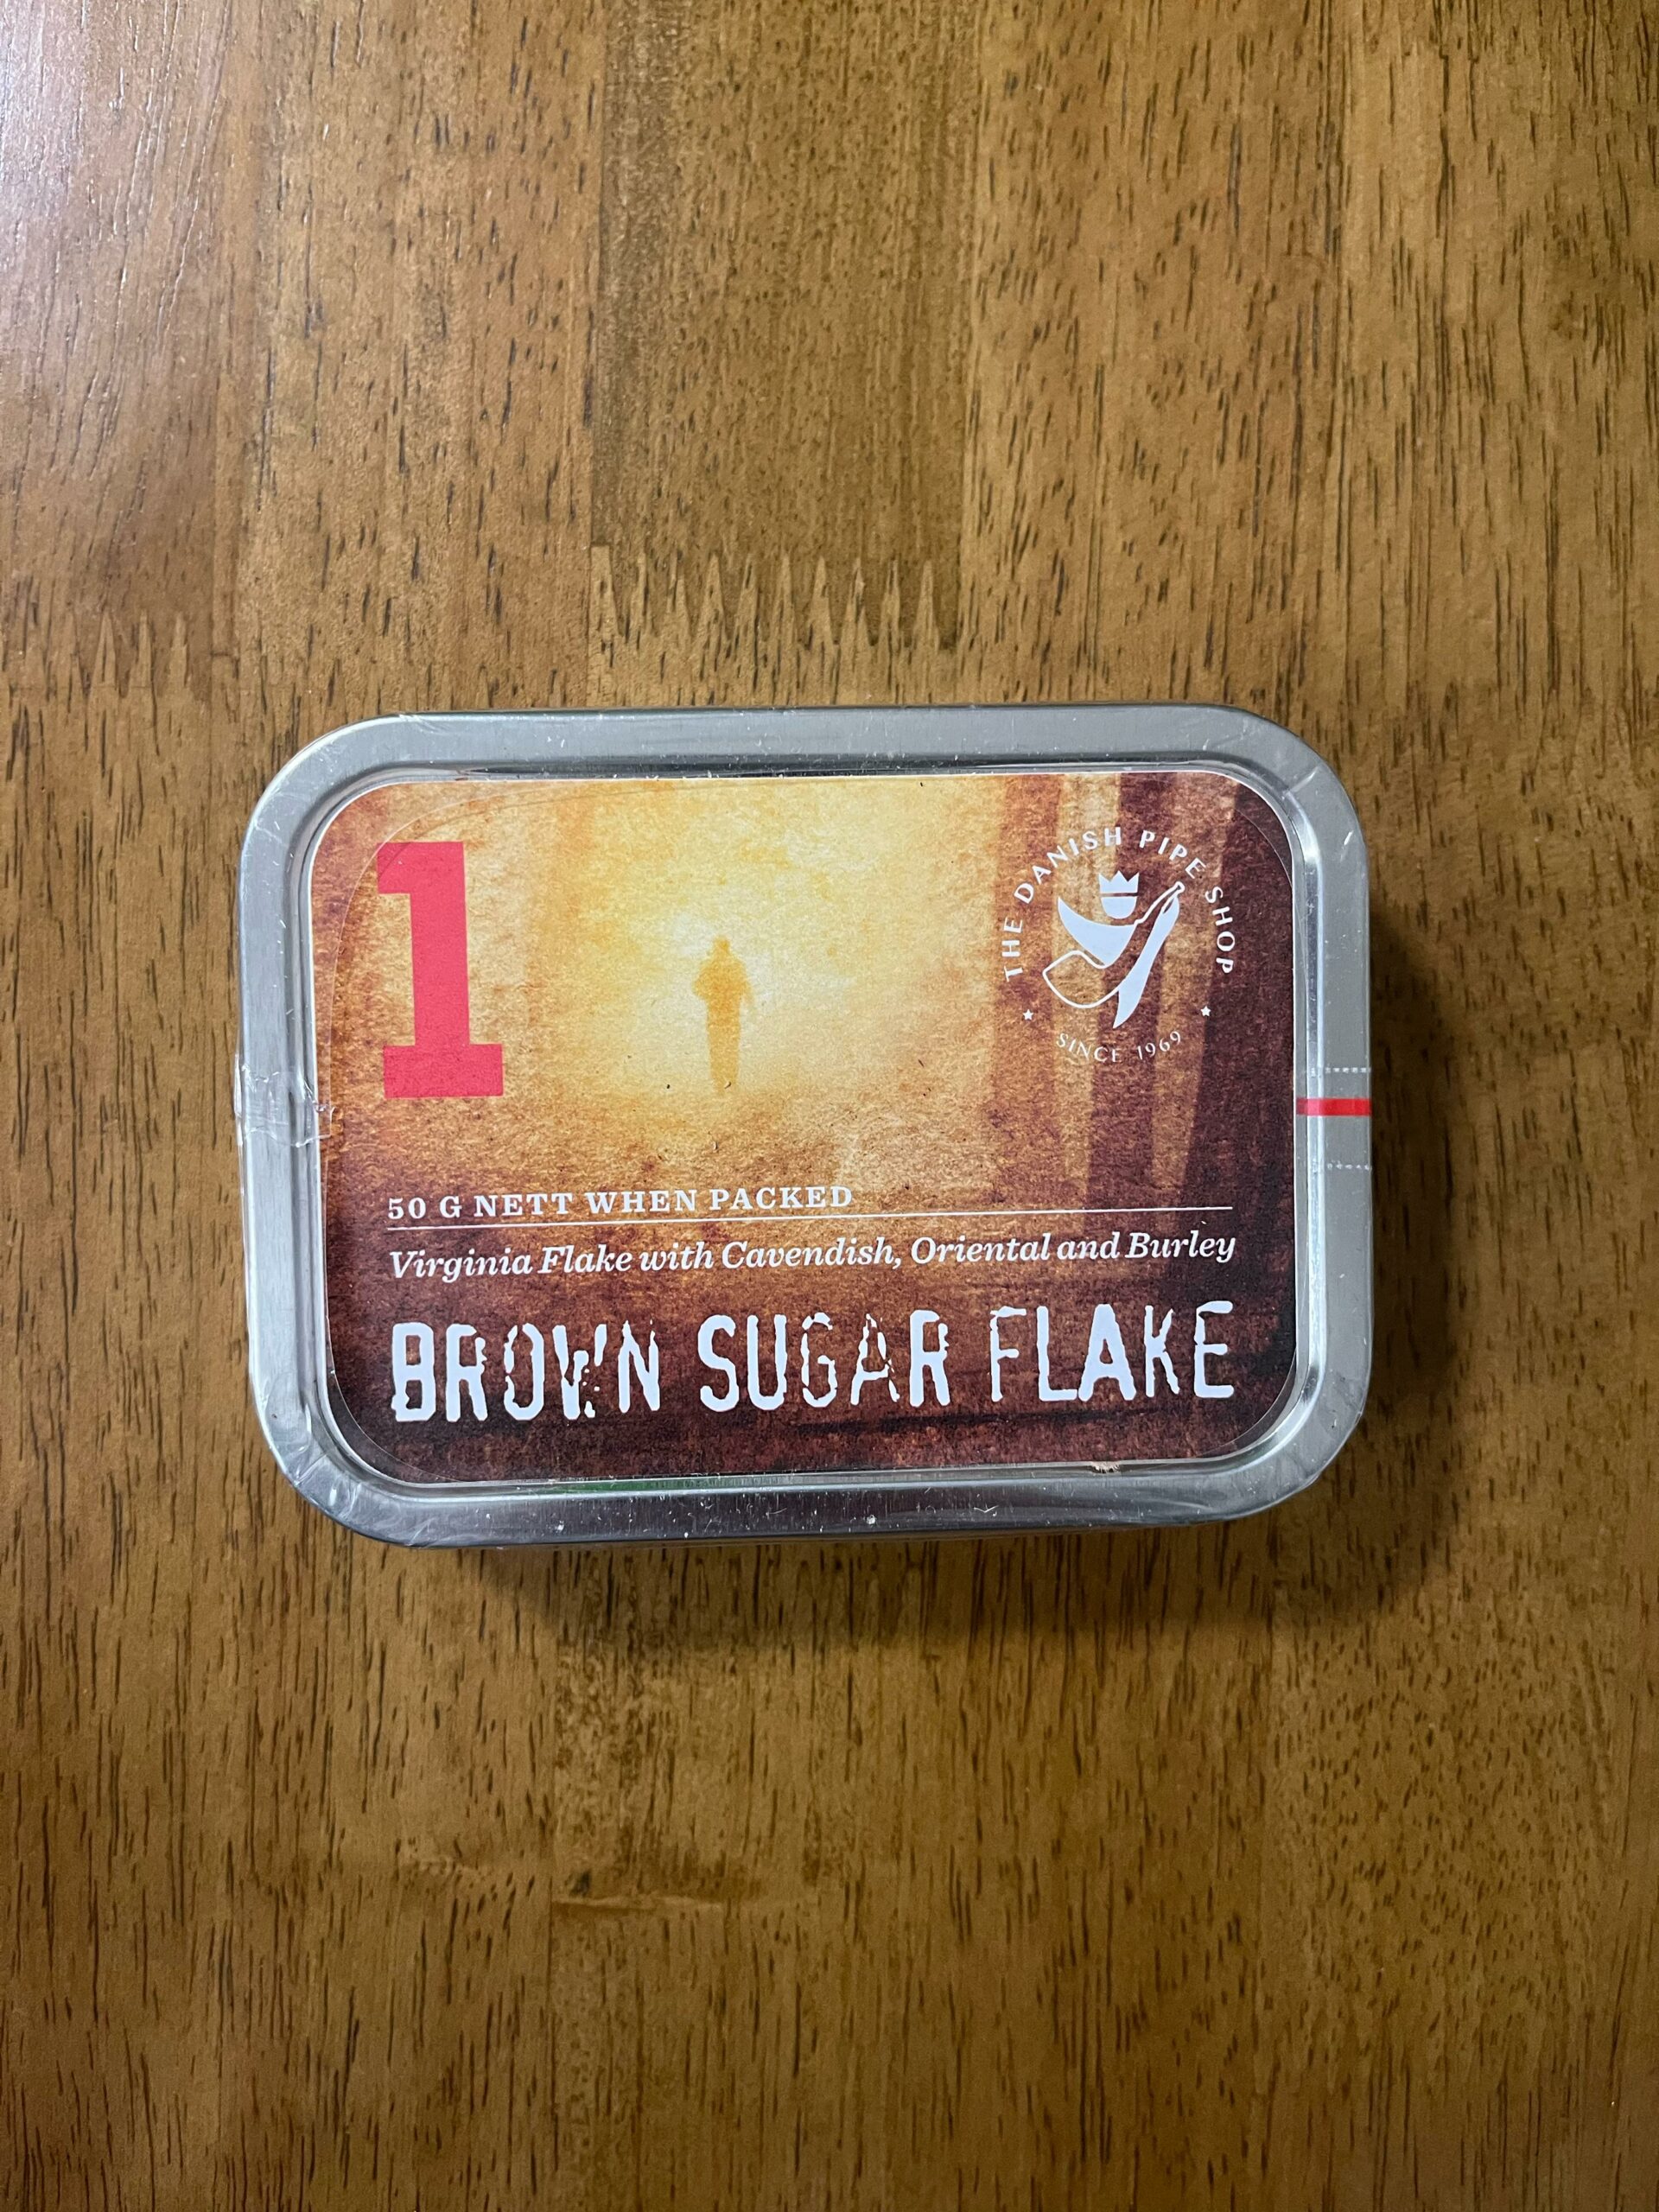 1
THE DANISH PIPE SHOP
SINCE 1969
50 G NETT WHEN PACKED
Virginia Flake with Cavendish, Oriental and Burley
BROWN SUGAR FLAKE